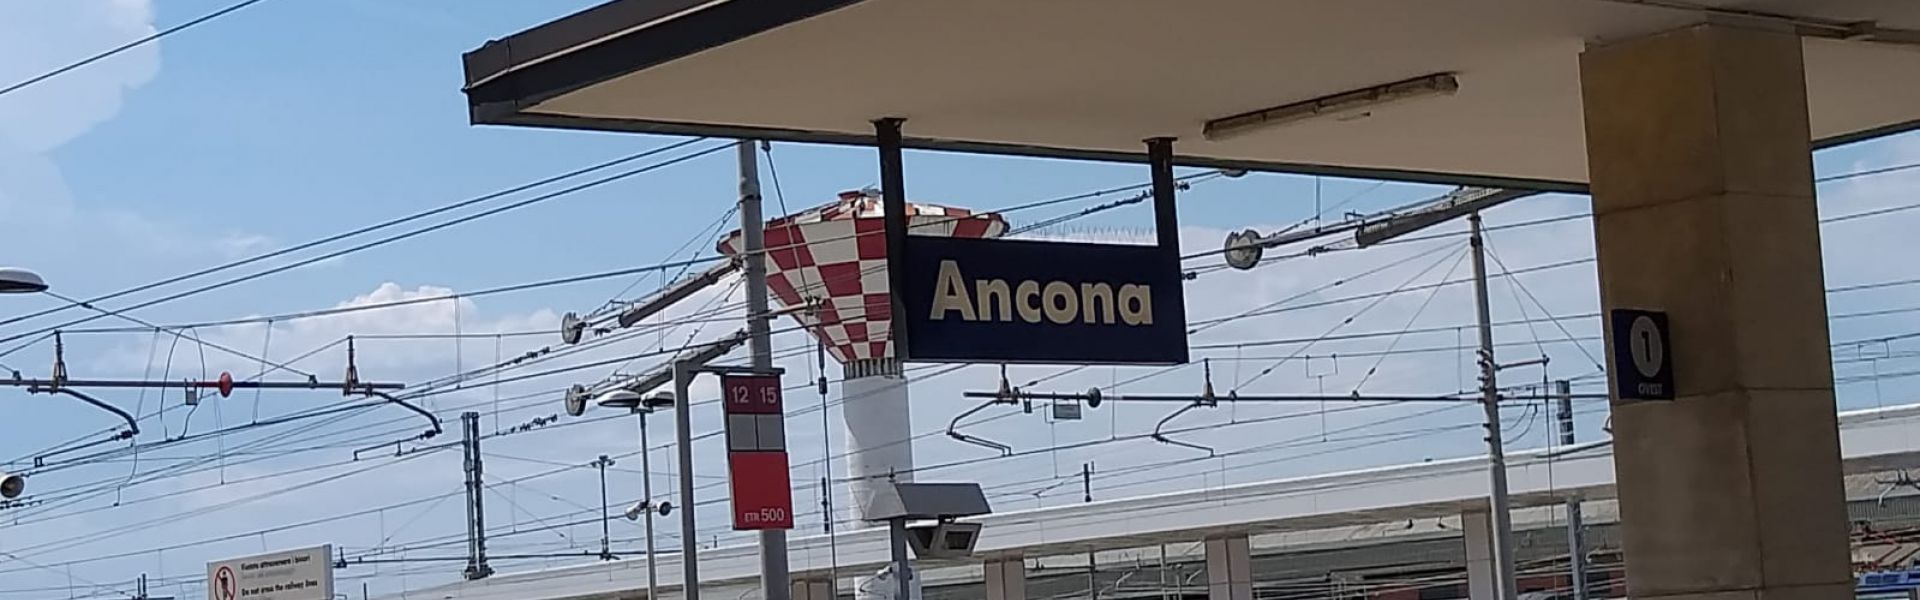 Ancona
1
OVEST
12 15
ETR 500
Vietato attraversare i binari
Do not cross the railway lines